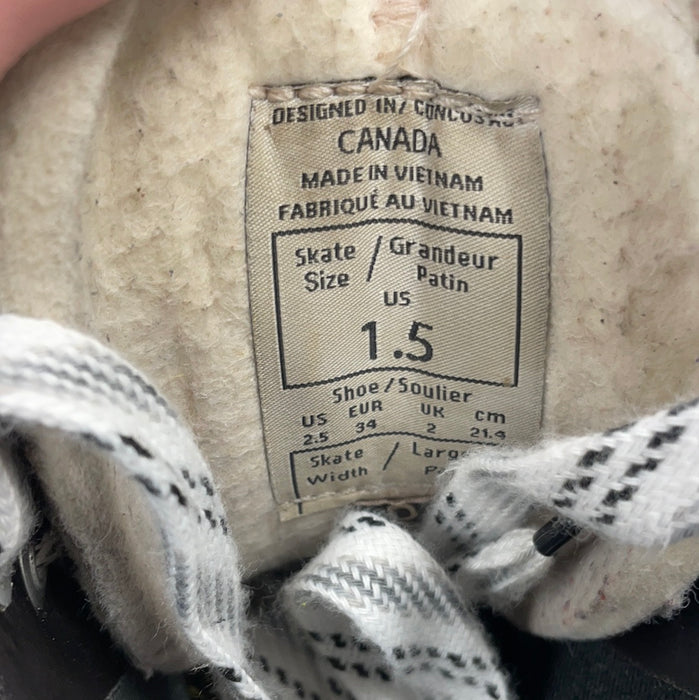 DESIGNED IN/
CANADA
MADE IN VIETNAM
FABRIQUÉ AU VIETNAM
Skate Size / Grandeur Patin
US
1.5
Shoe/Soulier
US EUR UK cm
2.5 34 2 21.4
Skate Width /